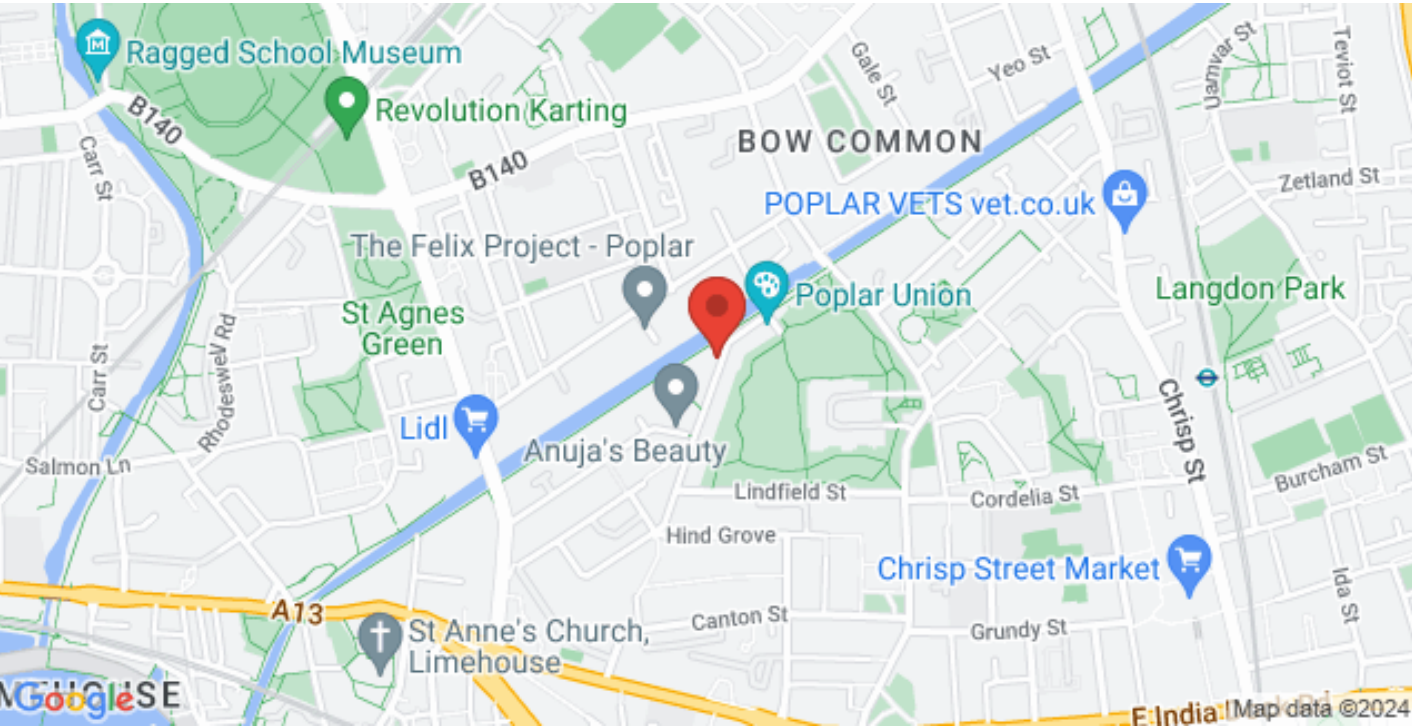 Ragged School Museum
Revolution Karting
B140
B140
Carr St
Gale St
Yeo St
Uamvar St
Teviot St
BOW COMMON
Zetland St
POPLAR VETS vet.co.uk
The Felix Project - Poplar
Poplar Union
Langdon Park
St Agnes
Green
Rhodeswell Rd
Carr St
Lidl
Anuja's Beauty
Chrisp St
Salmon Ln
Lindfield St
Cordelia St
Burcham St
Hind Grove
Chrisp Street Market
Ida St
A13
Canton St
Grundy St
St Anne's Church,
Limehouse
Google
E India
Map data ©2024